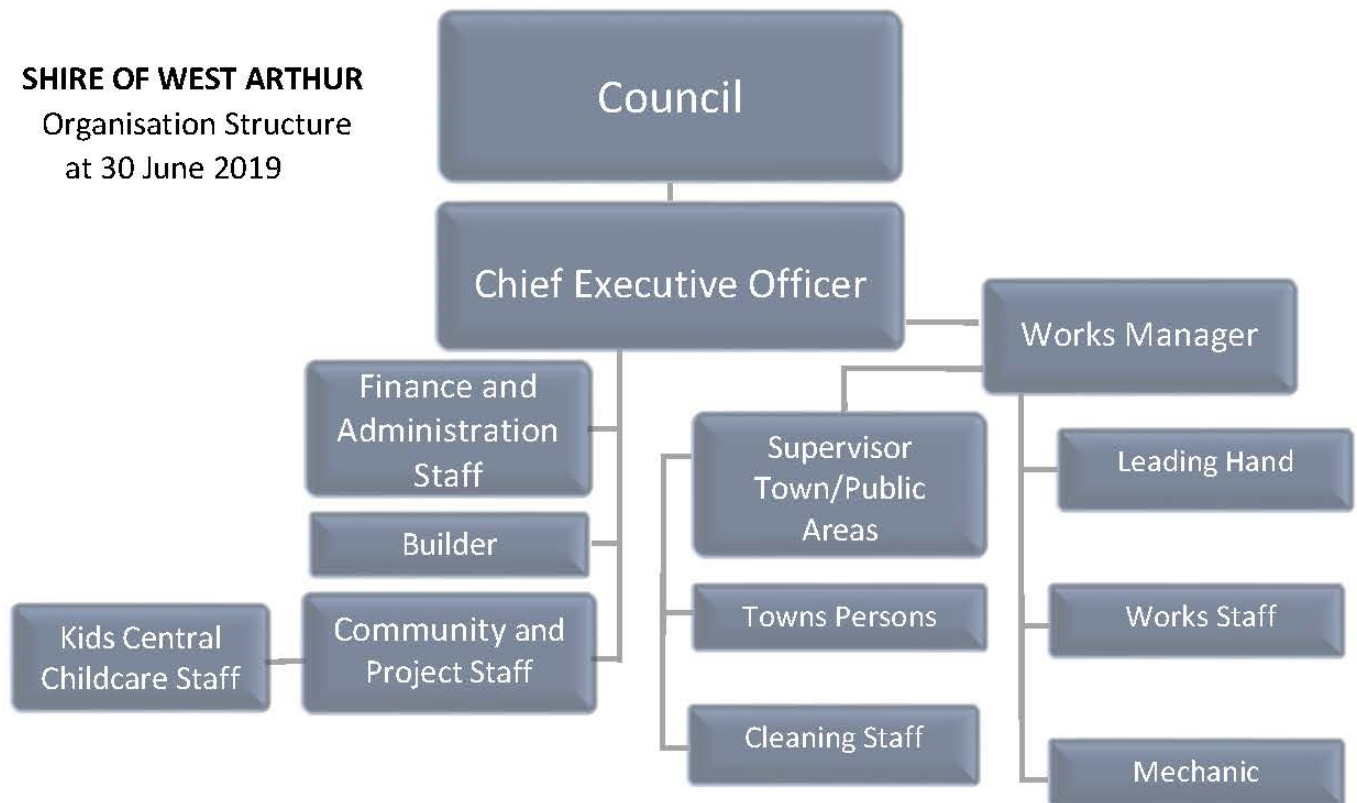 SHIRE OF WEST ARTHUR
Organisation Structure
at 30 June 2019
Council
Chief Executive Officer
Works Manager
Finance and
Administration
Staff
Supervisor
Town/Public
Areas
Leading Hand
Builder
Kids Central
Childcare Staff
Community and
Project Staff
Towns Persons
Works Staff
Cleaning Staff
Mechanic